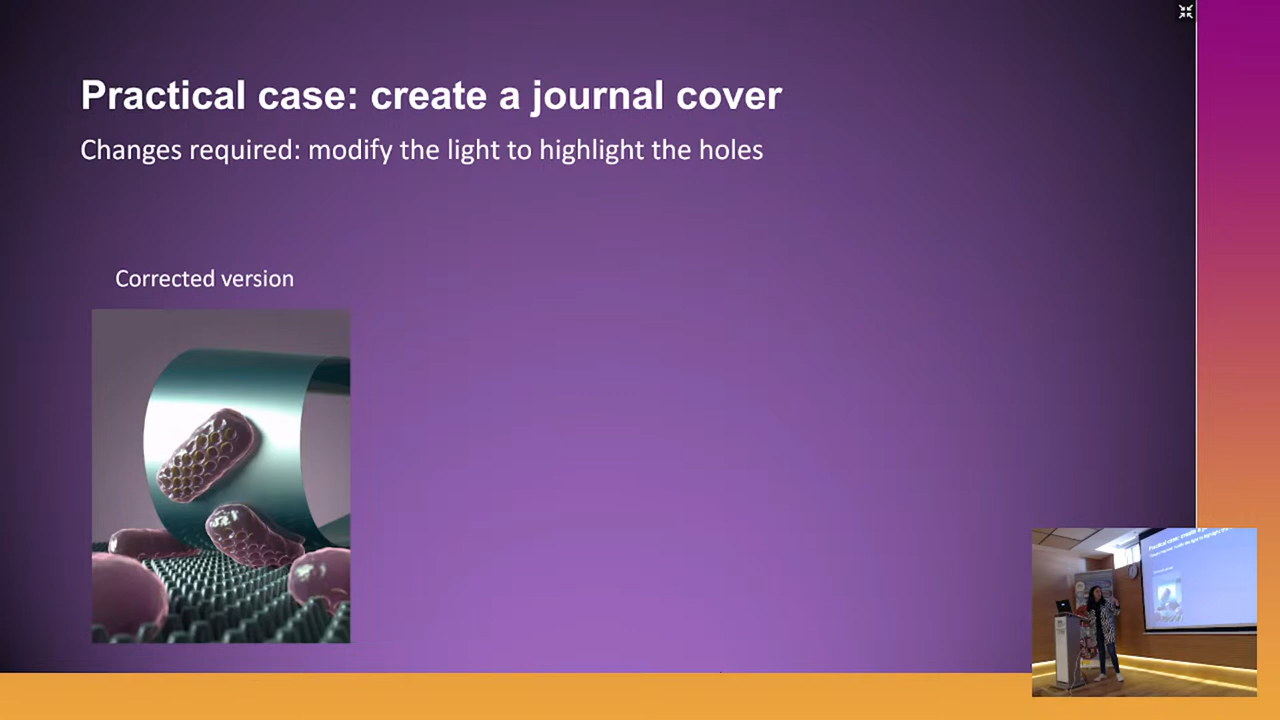 Practical case: create a journal cover
Changes required: modify the light to highlight the holes
Corrected version